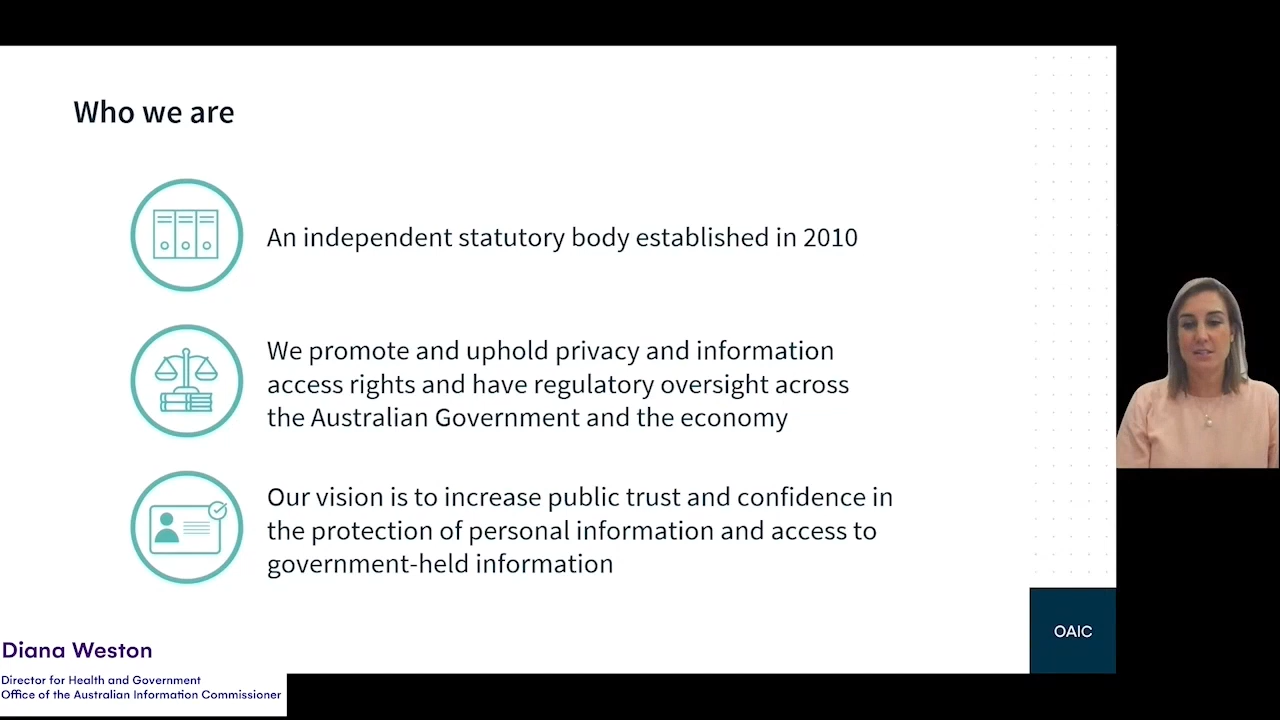 Who we are
An independent statutory body established in 2010
We promote and uphold privacy and information
access rights and have regulatory oversight across
the Australian Government and the economy
Our vision is to increase public trust and confidence in
the protection of personal information and access to
government-held information
OAIC
Diana Weston
Director for Health and Government
Office of the Australian Information Commissioner